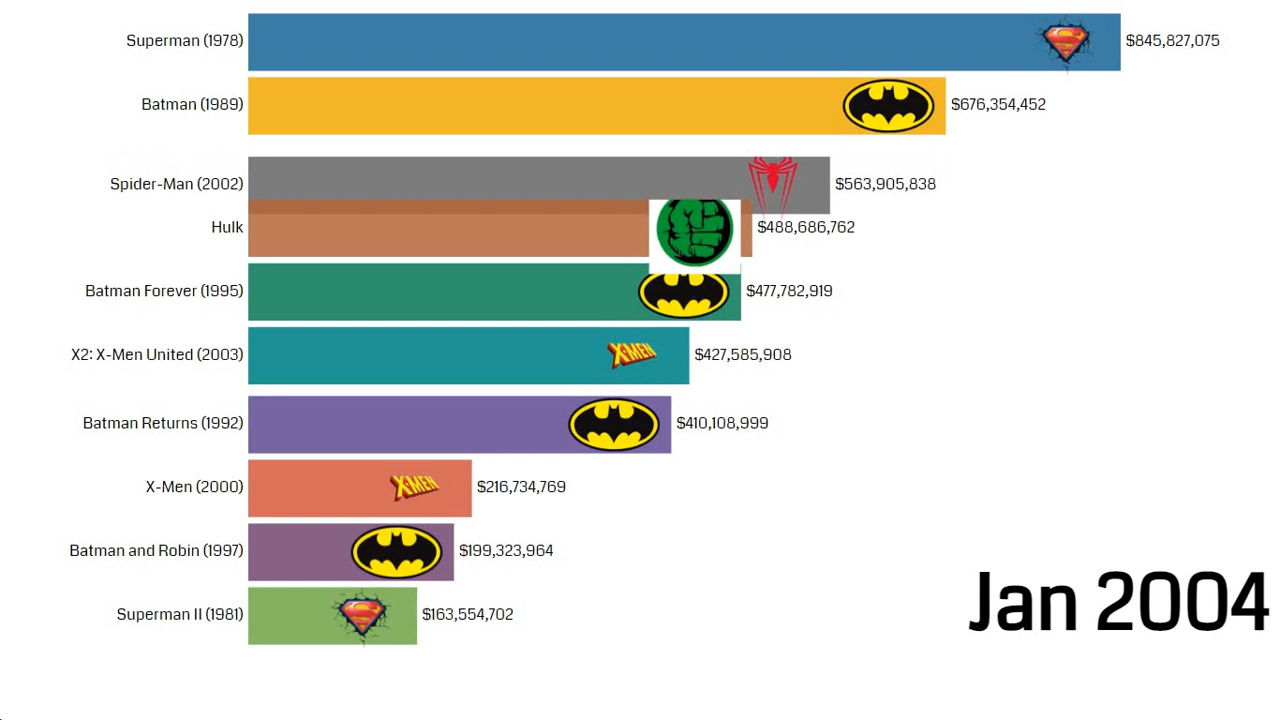 Superman (1978) $845,827,075
Batman (1989) $676,354,452
Spider-Man (2002) $563,905,838
Hulk $488,686,762
Batman Forever (1995) $477,782,919
X2: X-Men United (2003) X-MEN $427,585,908
Batman Returns (1992) $410,108,999
X-Men (2000) X-MEN $216,734,769
Batman and Robin (1997) $199,323,964
Superman II (1981) $163,554,702
Jan 2004